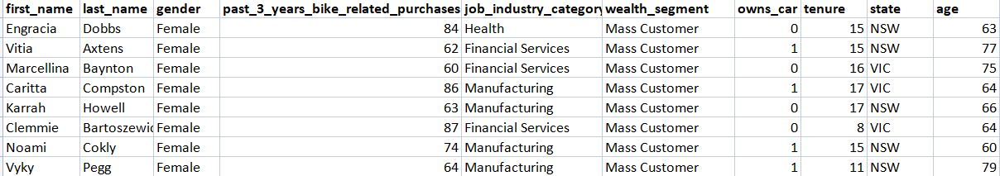 first_name last_name gender past_3_years_bike_related_purchases job_industry_category wealth_segment owns_car tenure state age
Engracia Dobbs Female 84 Health Mass Customer 0 15 NSW 63
Vitia Axtens Female 62 Financial Services Mass Customer 1 15 NSW 77
Marcellina Baynton Female 60 Financial Services Mass Customer 0 16 VIC 75
Caritta Compston Female 86 Manufacturing Mass Customer 1 17 VIC 64
Karrah Howell Female 63 Manufacturing Mass Customer 0 17 NSW 66
Clemmie Female 87 Financial Services Mass Customer 0 8 VIC 64
Noami Cokly Female 74 Manufacturing Mass Customer 1 15 NSW 60
Vyky Pegg Female 64 Manufacturing Mass Customer 1 11 NSW 79